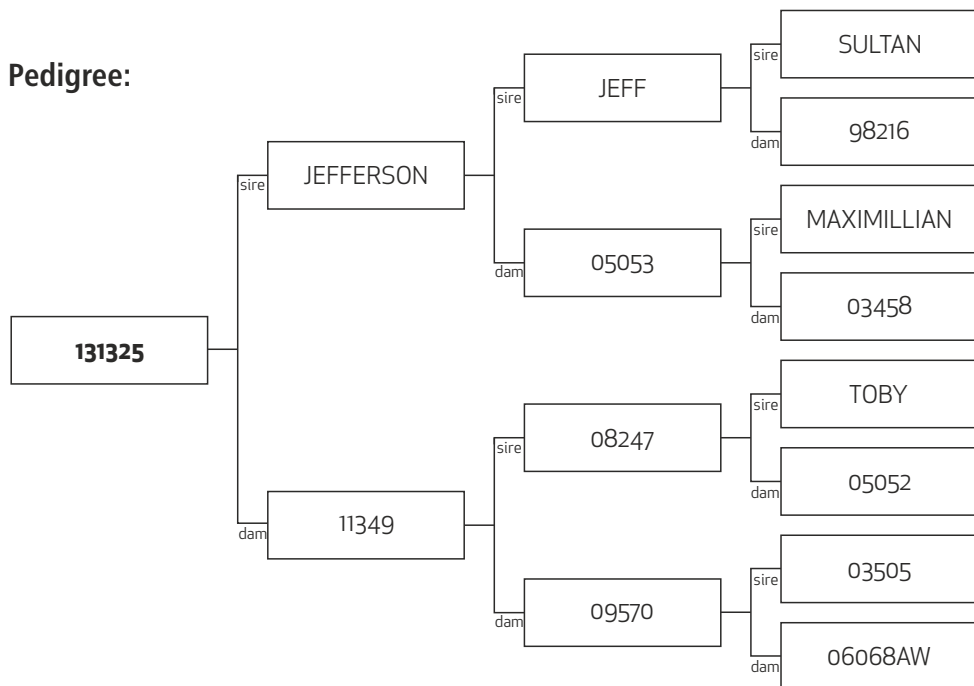 Pedigree:
131325
sire
JEFFERSON
dam
11349
sire
JEFF
dam
05053
sire
08247
dam
09570
sire
SULTAN
dam
98216
sire
MAXIMILLIAN
dam
03458
sire
TOBY
dam
05052
sire
03505
dam
06068AW